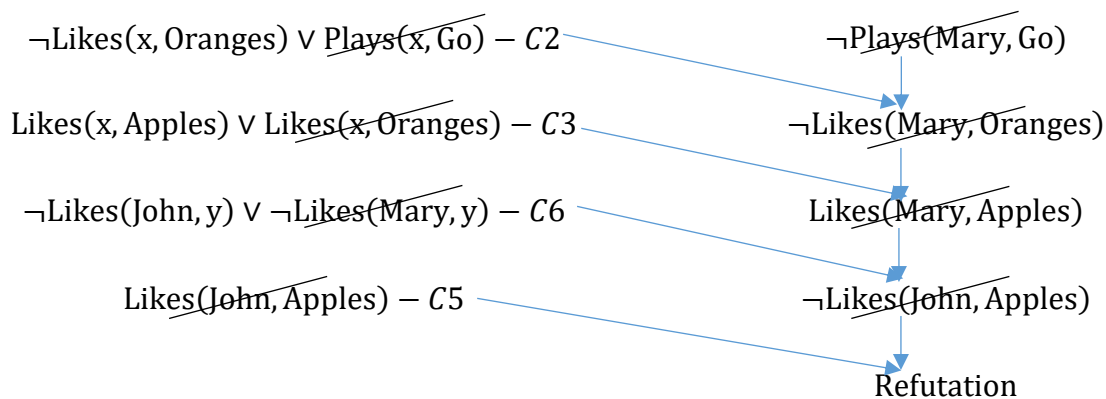 ¬Likes(x, Oranges) ∨ Plays(x, Go) − C2
¬Plays(Mary, Go)
Likes(x, Apples) ∨ Likes(x, Oranges) − C3
¬Likes(Mary, Oranges)
¬Likes(John, y) ∨ ¬Likes(Mary, y) − C6
Likes(Mary, Apples)
Likes(John, Apples) − C5
¬Likes(John, Apples)
Refutation